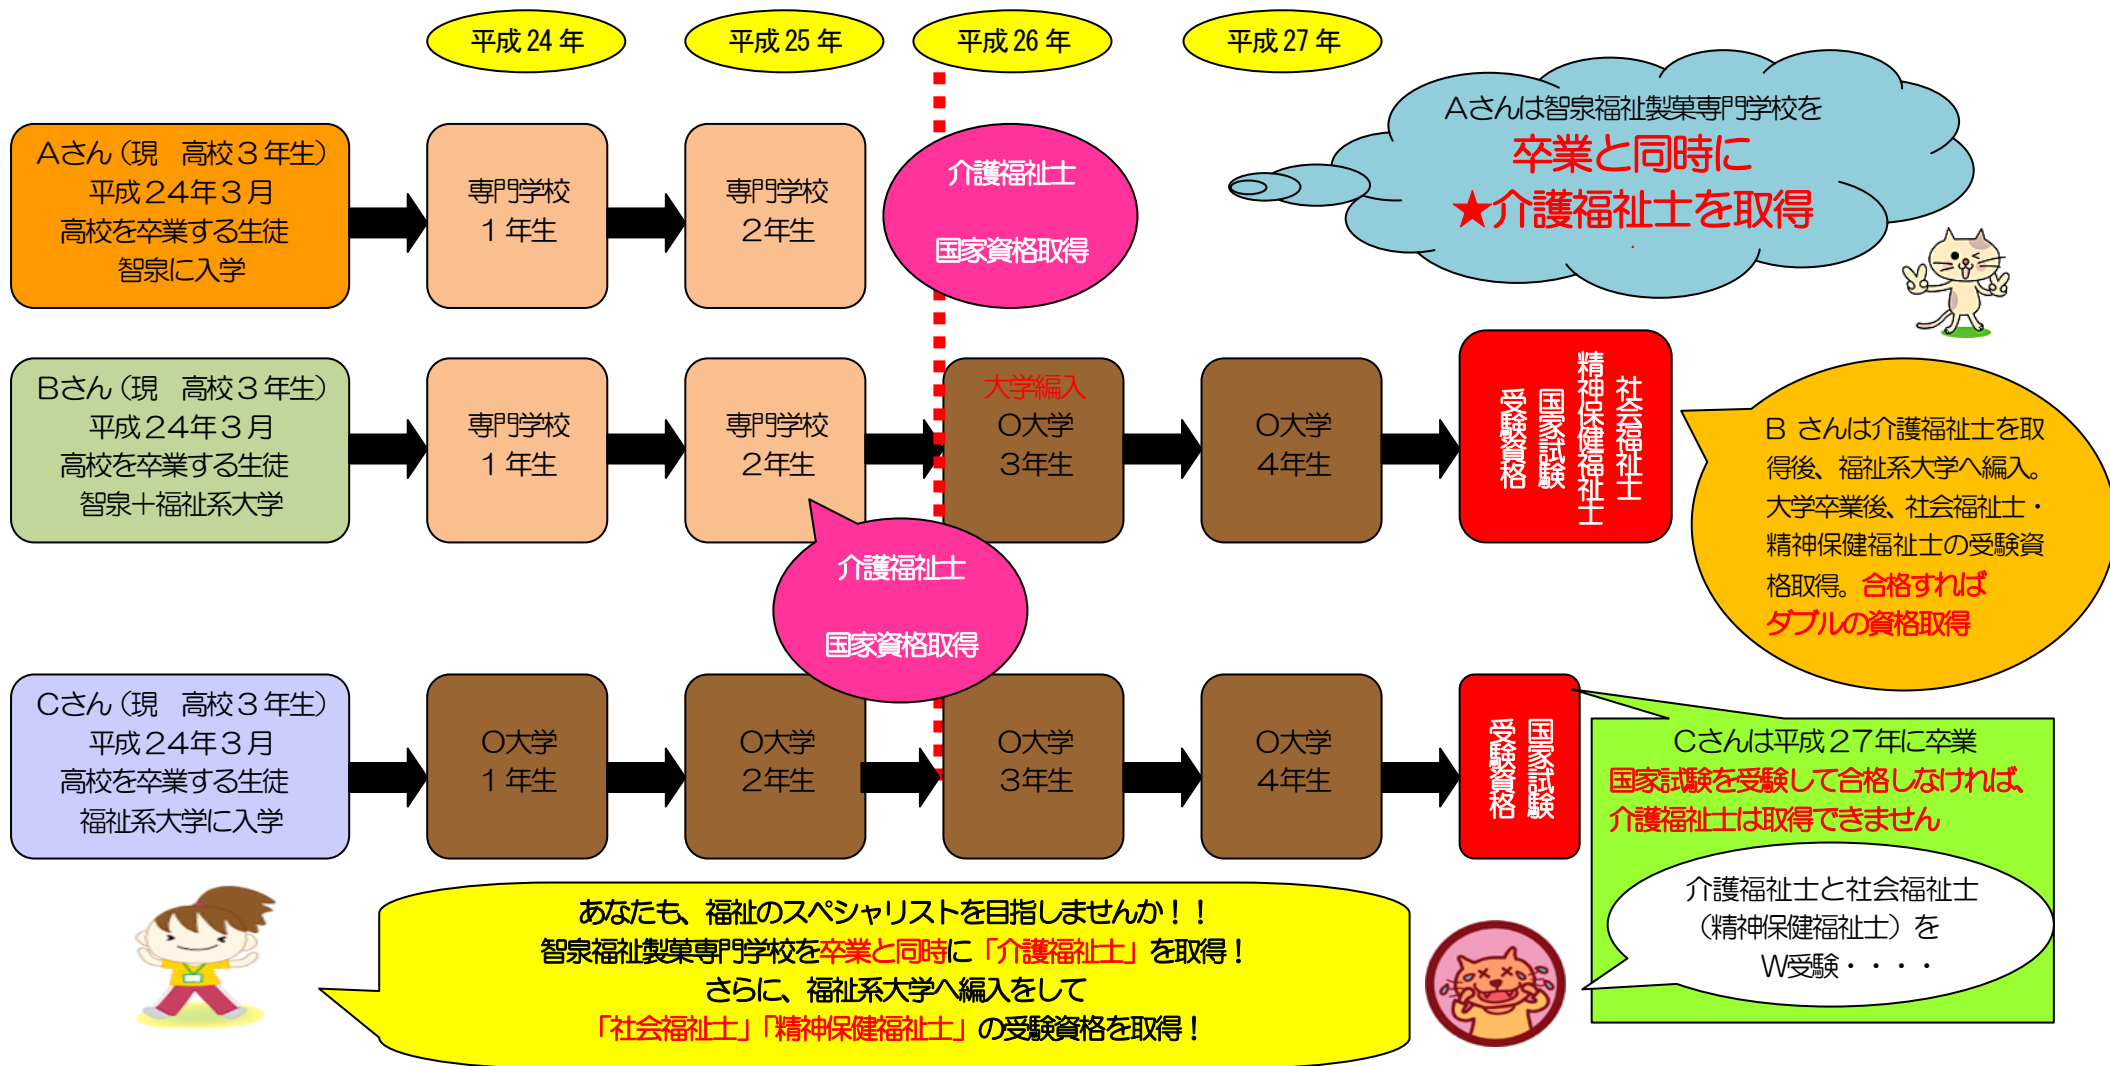 平成24年
平成25年
平成26年
平成27年
Aさん（現　高校3年生）
平成24年3月
高校を卒業する生徒
智泉に入学
専門学校
1年生
専門学校
2年生
介護福祉士
国家資格取得
Aさんは智泉福祉製菓専門学校を
卒業と同時に
★介護福祉士を取得
Bさん（現　高校3年生）
平成24年3月
高校を卒業する生徒
智泉＋福祉系大学
専門学校
1年生
専門学校
2年生
介護福祉士
国家資格取得
大学編入
○大学
3年生
○大学
4年生
社会福祉士
精神保健福祉士
国家試験
受験資格
B さんは介護福祉士を取
得後、福祉系大学へ編入。
大学卒業後、社会福祉士・
精神保健福祉士の受験資
格取得。合格すれば
ダブルの資格取得
Cさん（現　高校3年生）
平成24年3月
高校を卒業する生徒
福祉系大学に入学
○大学
1年生
○大学
2年生
○大学
3年生
○大学
4年生
国家試験
受験資格
Cさんは平成27年に卒業
国家試験を受験して合格しなければ、
介護福祉士は取得できません
介護福祉士と社会福祉士
（精神保健福祉士）を
W受験・・・・
あなたも、福祉のスペシャリストを目指しませんか！！
智泉福祉製菓専門学校を卒業と同時に「介護福祉士」を取得！
さらに、福祉系大学へ編入をして
「社会福祉士」「精神保健福祉士」の受験資格を取得！